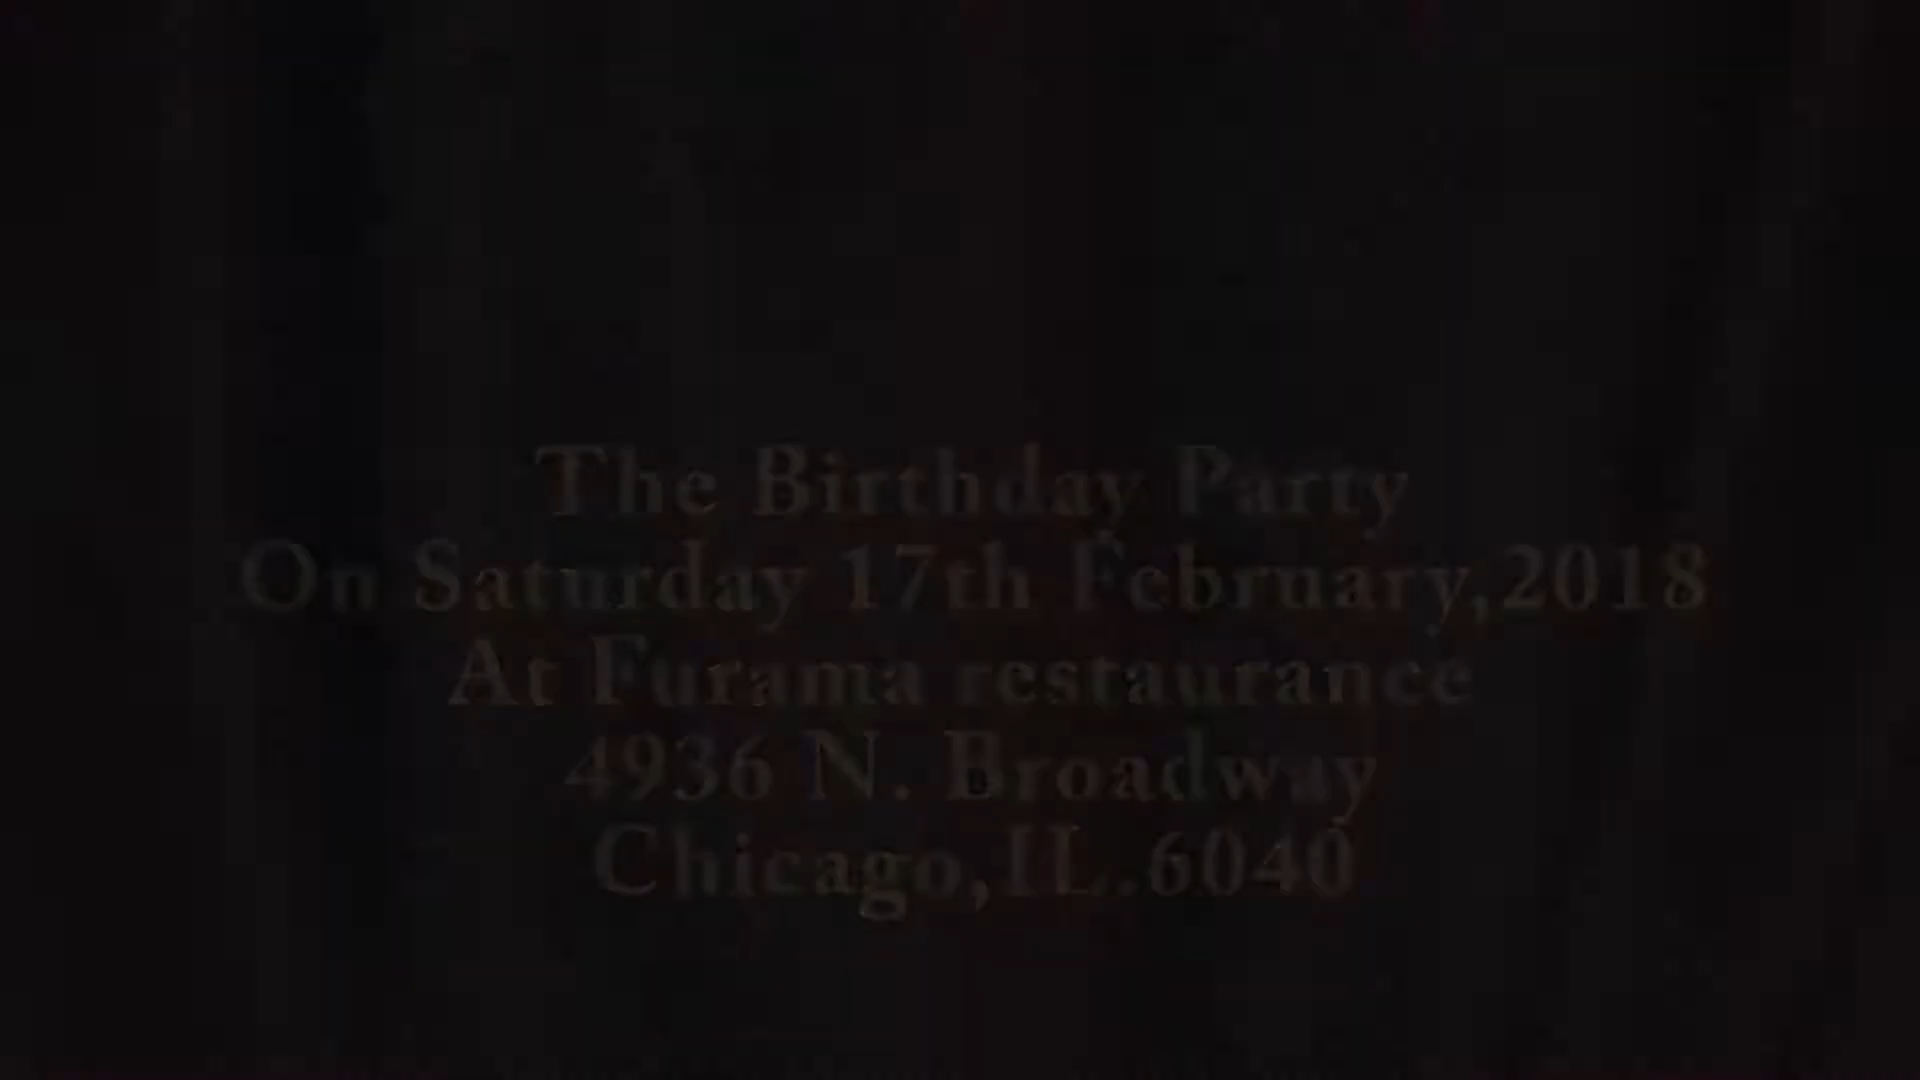 The Birthday Party
On Saturday 17th February,2018
At Furama restaurance
4936 N. Broadway
Chicago,IL.6040